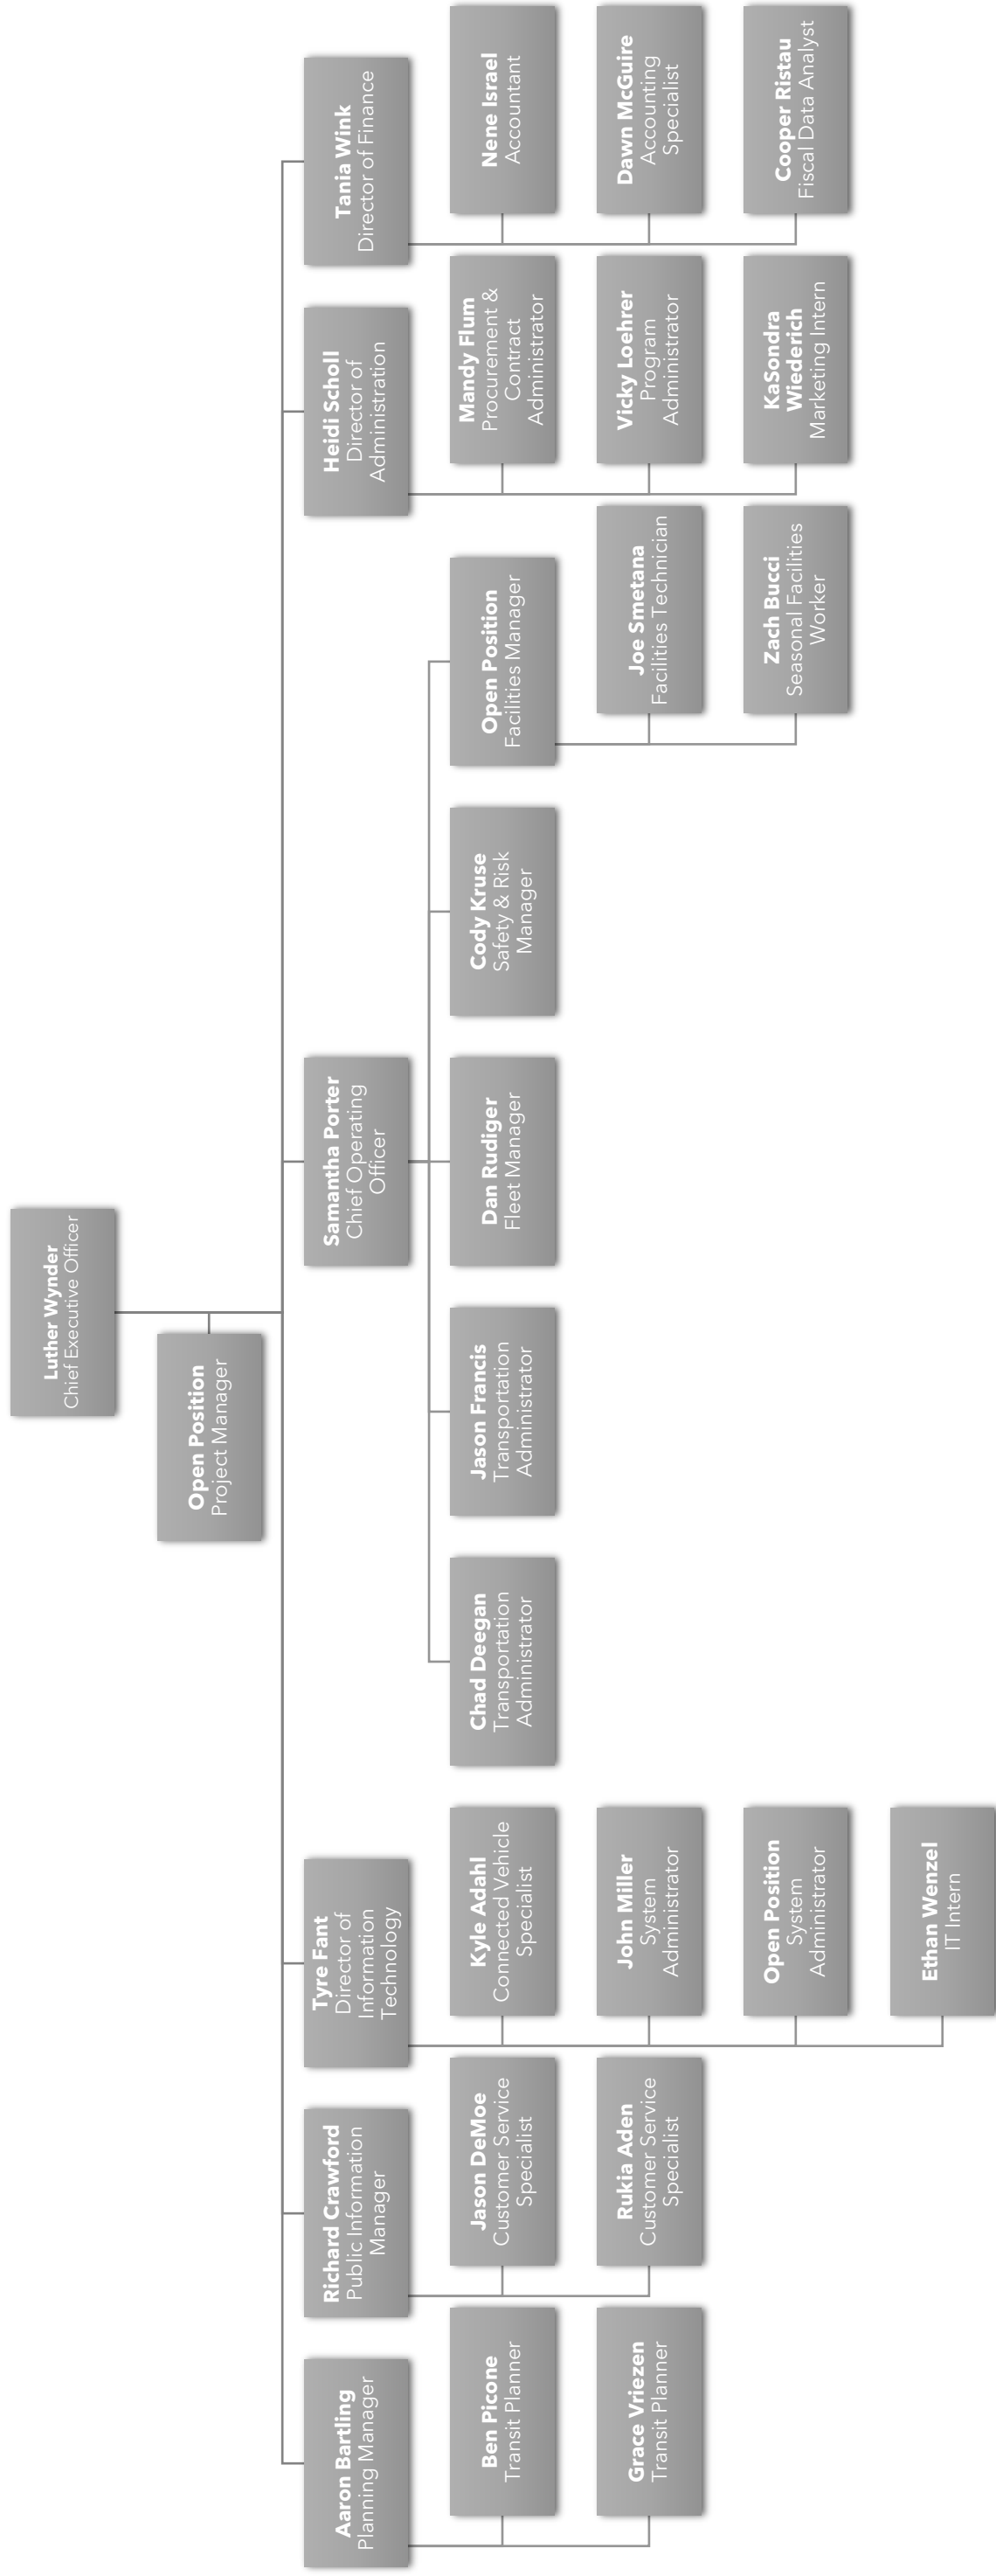 Luther Wynder
Chief Executive Officer
Open Position
Project Manager
Aaron Bartling
Planning Manager
Ben Picone
Transit Planner
Grace Vriezen
Transit Planner
Richard Crawford
Public Information
Manager
Jason DeMoe
Customer Service
Specialist
Rukia Aden
Customer Service
Specialist
Tyre Fant
Director of
Information
Technology
Kyle Adahl
Connected Vehicle
Specialist
John Miller
System
Administrator
Open Position
System
Administrator
Ethan Wenzel
IT Intern
Samantha Porter
Chief Operating
Officer
Chad Deegan
Transportation
Administrator
Jason Francis
Transportation
Administrator
Dan Rudiger
Fleet Manager
Cody Kruse
Safety & Risk
Manager
Open Position
Facilities Manager
Joe Smetana
Facilities Technician
Zach Bucci
Seasonal Facilities
Worker
Heidi Scholl
Director of
Administration
Mandy Flum
Procurement &
Contract
Administrator
Vicky Loehrer
Program
Administrator
KaSondra
Wiederich
Marketing Intern
Tania Wink
Director of Finance
Nene Israel
Accountant
Dawn McGuire
Accounting
Specialist
Cooper Ristau
Fiscal Data Analyst